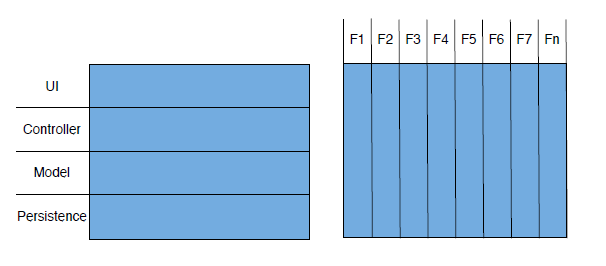 F1 F2 F3 F4 F5 F6 F7 Fn
UI
Controller
Model
Persistence